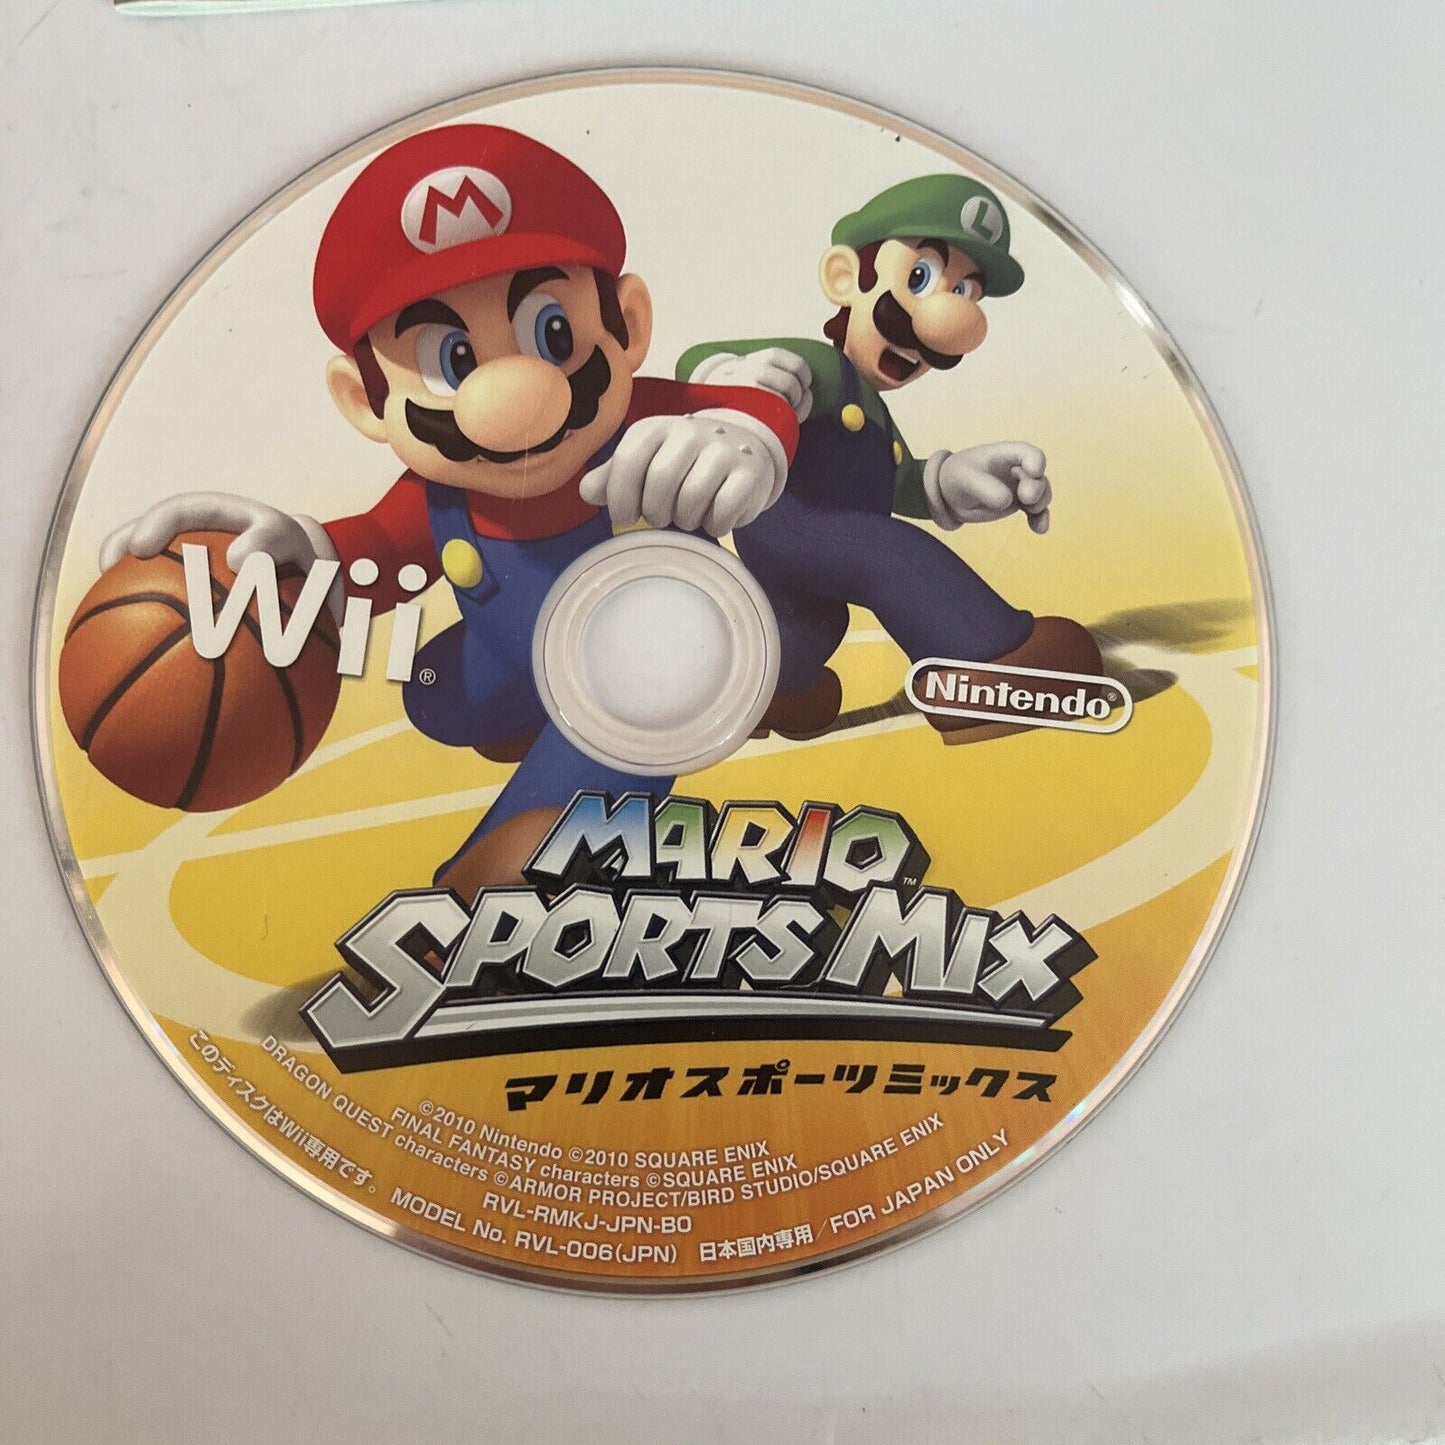 M
L
Wii®
Nintendo®
MARIO™
SPORTS MIX
マリオスポーツミックス
©2010 Nintendo ©2010 SQUARE ENIX
FINAL FANTASY characters ©SQUARE ENIX
DRAGON QUEST characters ©ARMOR PROJECT/BIRD STUDIO/SQUARE ENIX
RVL-RMKJ-JPN-B0
このディスクはWii専用です。 MODEL No. RVL-006(JPN) 日本国内専用/FOR JAPAN ONLY